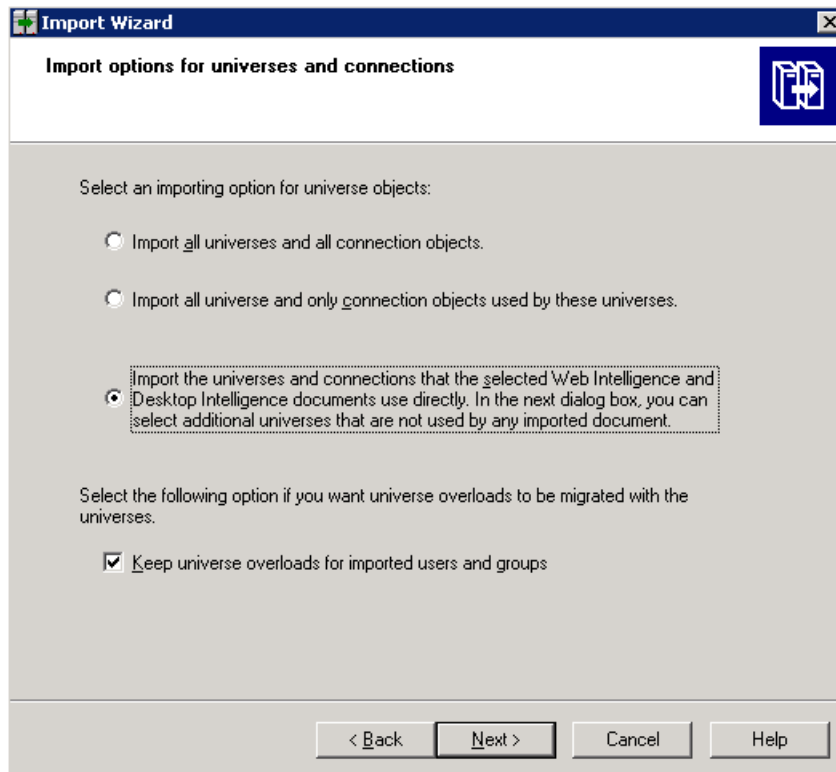 Import Wizard
Import options for universes and connections
Select an importing option for universe objects:
Import all universes and all connection objects.
Import all universe and only connection objects used by these universes.
Import the universes and connections that the selected Web Intelligence and
Desktop Intelligence documents use directly. In the next dialog box, you can
select additional universes that are not used by any imported document.
Select the following option if you want universe overloads to be migrated with the
universes.
Keep universe overloads for imported users and groups
< Back Next > Cancel Help